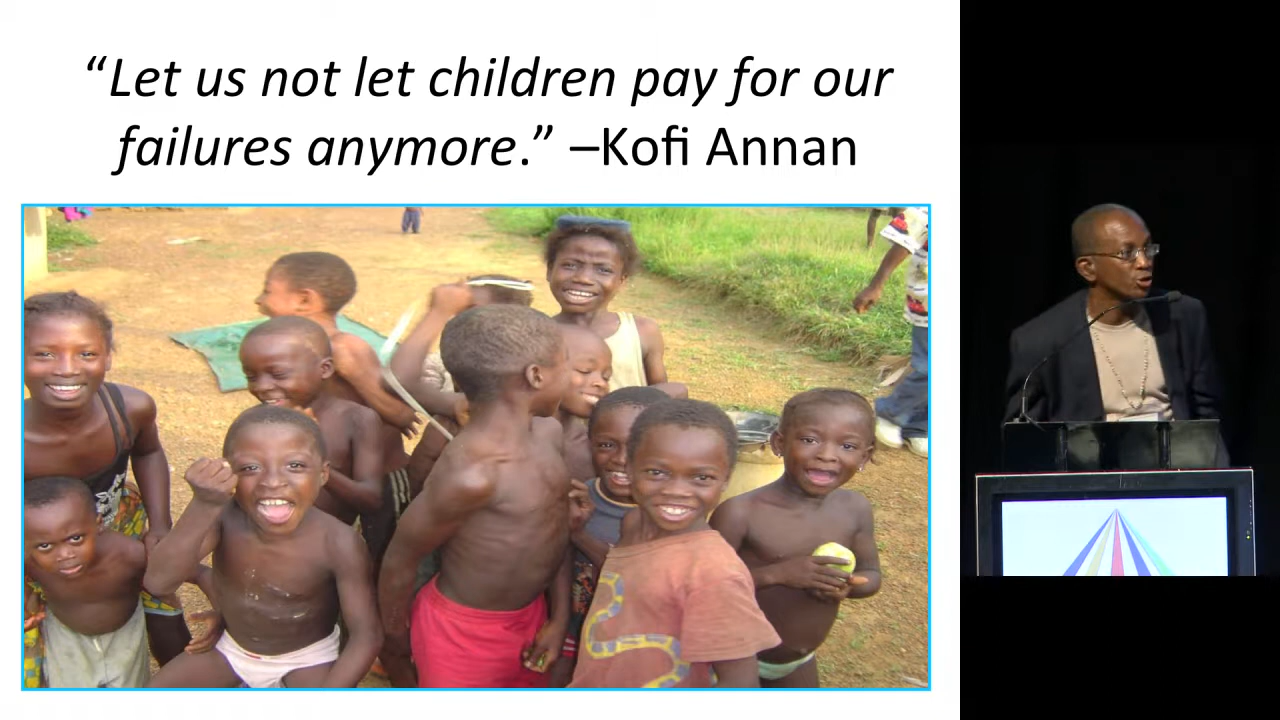 “Let us not let children pay for our
failures anymore.” –Kofi Annan